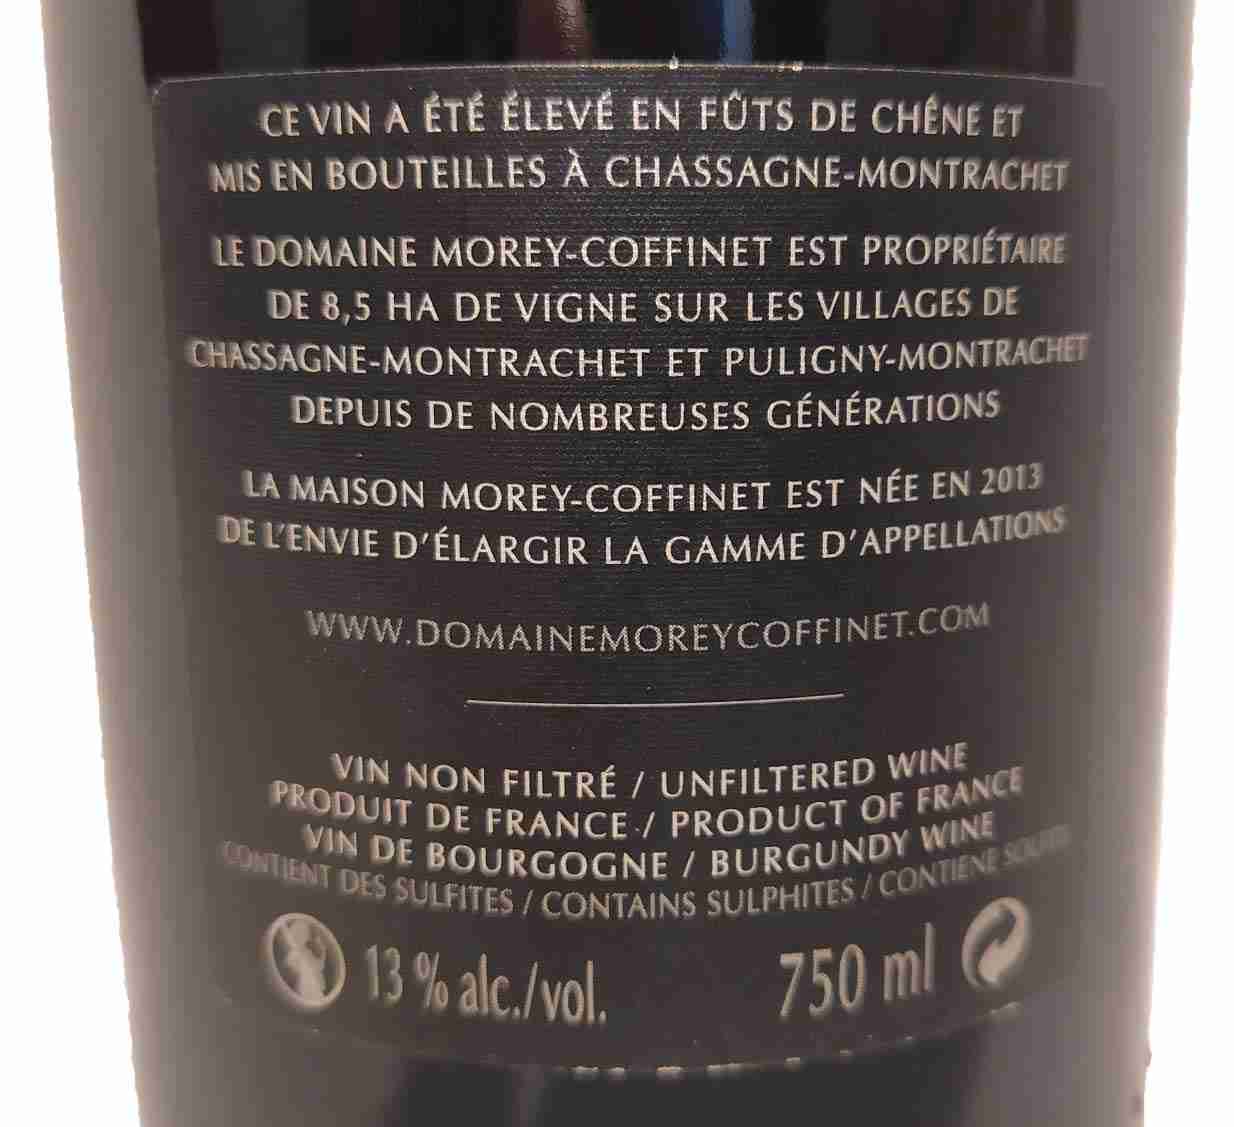 CE VIN A ÉTÉ ÉLEVÉ EN FÛTS DE CHÊNE ET
MIS EN BOUTEILLES À CHASSAGNE-MONTRACHET
LE DOMAINE MOREY-COFFINET EST PROPRIÉTAIRE
DE 8,5 HA DE VIGNE SUR LES VILLAGES DE
CHASSAGNE-MONTRACHET ET PULIGNY-MONTRACHET
DEPUIS DE NOMBREUSES GÉNÉRATIONS
LA MAISON MOREY-COFFINET EST NÉE EN 2013
DE L'ENVIE D'ÉLARGIR LA GAMME D'APPELLATIONS
WWW.DOMAINEMOREYCOFFINET.COM
VIN NON FILTRÉ / UNFILTERED WINE
PRODUIT DE FRANCE / PRODUCT OF FRANCE
VIN DE BOURGOGNE / BURGUNDY WINE
CONTIENT DES SULFITES / CONTAINS SULPHITES / CONTIENE
13 % alc./vol. 750 ml